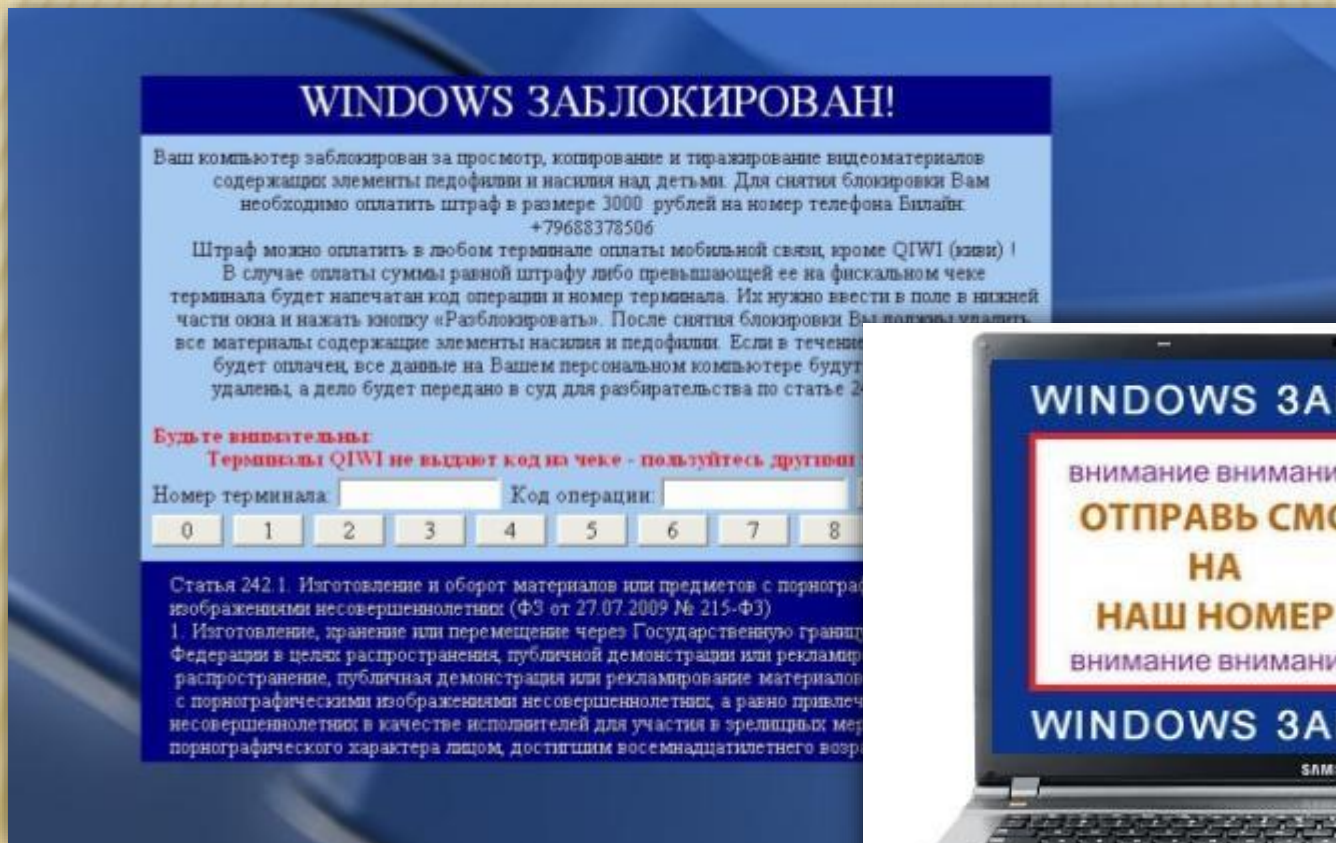 WINDOWS ЗАБЛОКИРОВАН!
Ваш компьютер заблокирован за просмотр, копирование и тиражирование видеоматериалов
содержащих элементы педофилии и насилия над детьми. Для снятия блокировки Вам
необходимо оплатить штраф в размере 3000 рублей на номер телефона Билайн
+79688378506
Штраф можно оплатить в любом терминале оплаты мобильной связи, кроме QIWI (киви) !
В случае оплаты суммы равной штрафу либо превышающей ее на фискальном чеке
терминала будет напечатан код операции и номер терминала. Их нужно ввести в поле в нижней
части окна и нажать кнопку «Разблокировать». После снятия блокировки Вы должны удалить
все материалы содержащие элементы насилия и педофилии. Если в течение
будет оплачен, все данные на Вашем персональном компьютере будут
удалены, а дело будет передано в суд для разбирательства по статье
Будьте внимательны:
Терминалы QIWI не выдают код на чеке - пользуйтесь другими
Номер терминала: Код операции:
0 1 2 3 4 5 6 7 8
Статья 242.1. Изготовление и оборот материалов или предметов с
изображениями несовершеннолетних (ФЗ от 27.07.2009 № 215-ФЗ)
1. Изготовление, хранение или перемещение через Государственную
Федерации в целях распространения, публичной демонстрации или
распространение, публичная демонстрация или рекламирование материалов
с порнографическими изображениями несовершеннолетних, а равно
несовершеннолетних в качестве исполнителей для участия в зрелищных
порнографического характера лицом, достигшим восемнадцатилетнего
WINDOWS ЗА
внимание внимани
ОТПРАВЬ СМС
НА
НАШ НОМЕР
внимание внимани
WINDOWS ЗА
SAMS